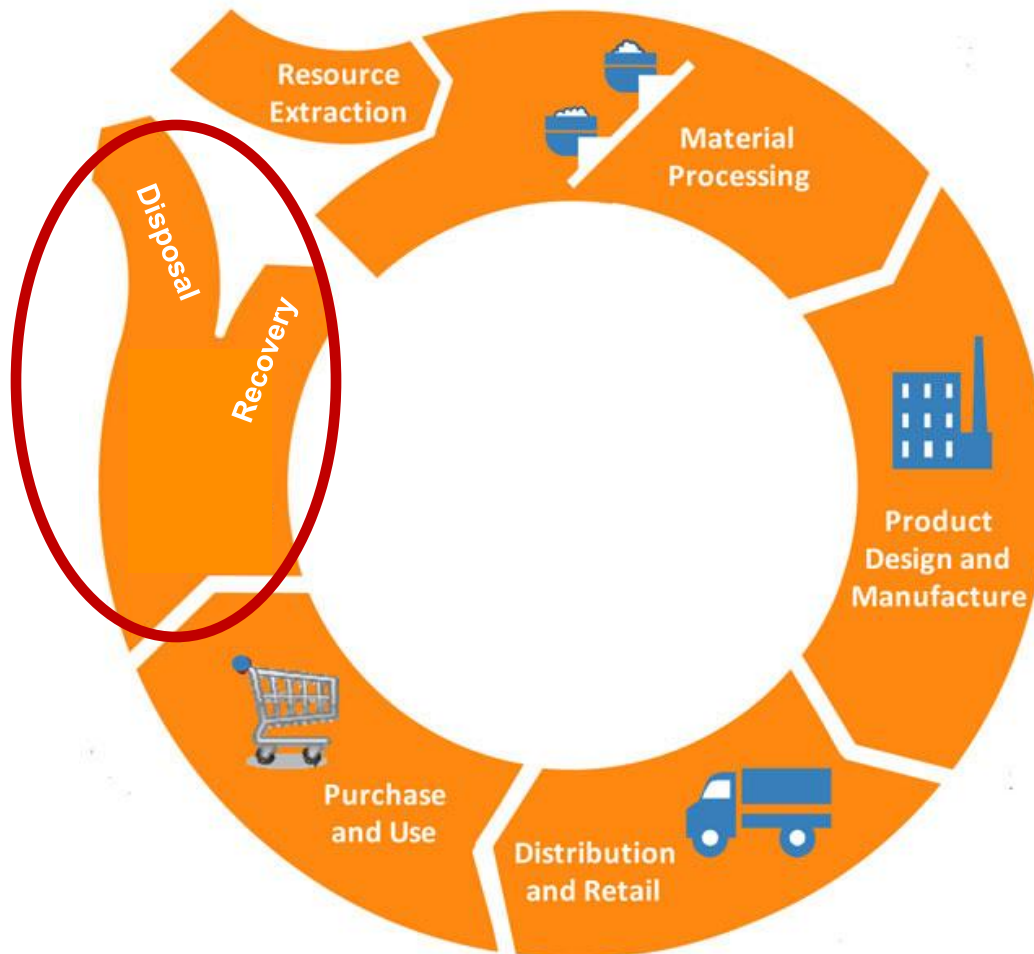 Resource
Extraction
Material
Processing
Product
Design and
Manufacture
Distribution
and Retail
Purchase
and Use
Recovery
Disposal